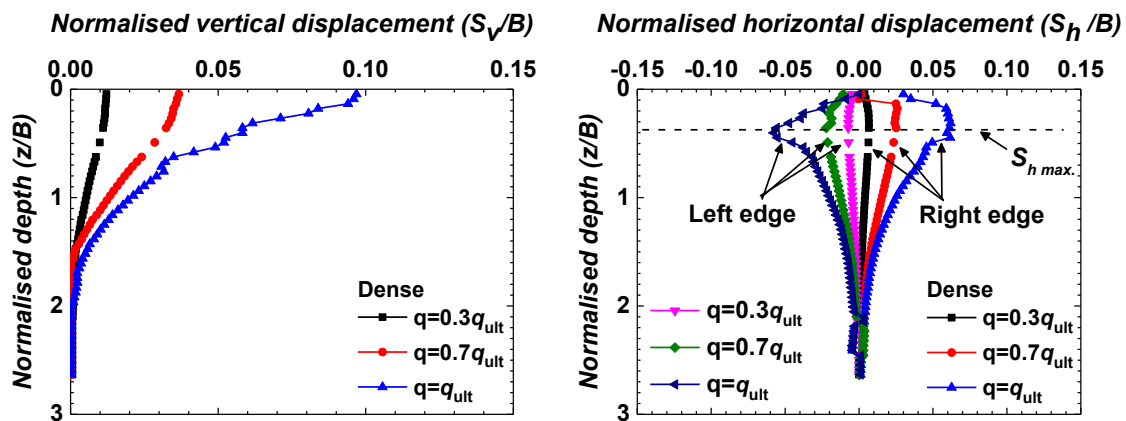 Normalised vertical displacement (Sv/B)
0.00 0.05 0.10 0.15
Normalised depth (z/B)
0
1
2
3
Dense
q=0.3qult
q=0.7qult
q=qult
Normalised horizontal displacement (Sh /B)
-0.15 -0.10 -0.05 0.00 0.05 0.10 0.15
Normalised depth (z/B)
0
1
2
3
Sh max.
Left edge
Right edge
q=0.3qult
q=0.7qult
q=qult
Dense
q=0.3qult
q=0.7qult
q=qult